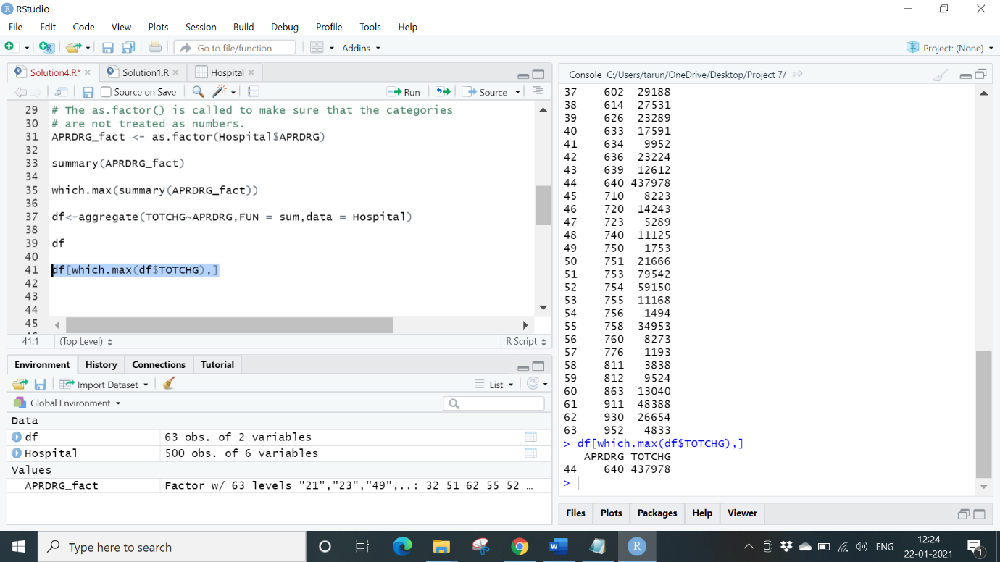 RStudio
File Edit Code View Plots Session Build Debug Profile Tools Help
Go to file/function Addins Project: (None)
Solution4.R* Solution1.R Hospital
Source on Save Run Source
29 # The as.factor() is called to make sure that the categories
30 # are not treated as numbers.
31 APRDRG_fact <- as.factor(Hospital$APRDRG)
32
33 summary(APRDRG_fact)
34
35 which.max(summary(APRDRG_fact))
36
37 df<-aggregate(TOTCHG~APRDRG,FUN = sum,data = Hospital)
38
39 df
40
41 df[which.max(df$TOTCHG),]
42
43
44
45
41:1 (Top Level) R Script
Environment History Connections Tutorial
Import Dataset List
Global Environment
Data
df 63 obs. of 2 variables
Hospital 500 obs. of 6 variables
Values
APRDRG_fact Factor w/ 63 levels "21","23","49",..: 32 51 62 55 52 …
Console C:/Users/tarun/OneDrive/Desktop/Project 7/
37 602 29188
38 614 27531
39 626 23289
40 633 17591
41 634 9952
42 636 23224
43 639 12612
44 640 437978
45 710 8223
46 720 14243
47 723 5289
48 740 11125
49 750 1753
50 751 21666
51 753 79542
52 754 59150
53 755 11168
54 756 1494
55 758 34953
56 760 8273
57 776 1193
58 811 3838
59 812 9524
60 863 13040
61 911 48388
62 930 26654
63 952 4833
> df[which.max(df$TOTCHG),]
APRDRG TOTCHG
44 640 437978
>
Files Plots Packages Help Viewer
Type here to search
ENG
12:24
22-01-2021
1